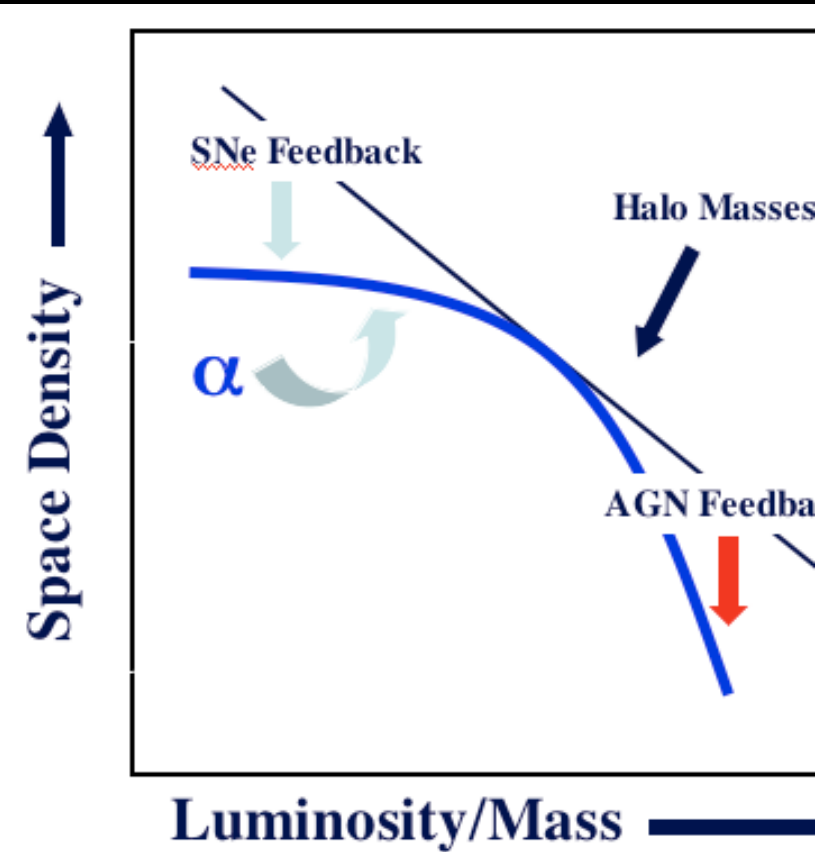 SNe Feedback
Halo Masses
α
AGN Feedba
Space Density
Luminosity/Mass